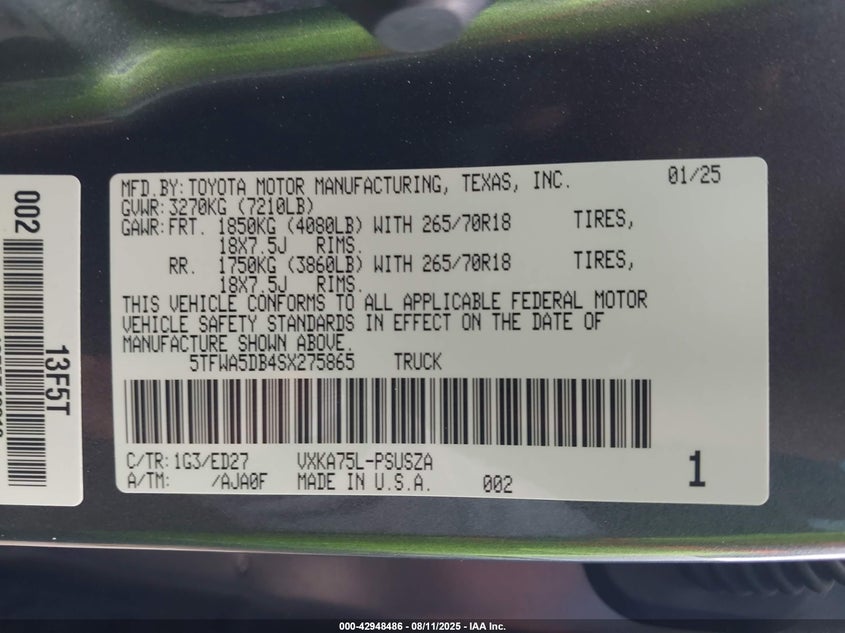 MFD.BY:TOYOTA MOTOR MANUFACTURING, TEXAS, INC. 01/25
GVWR:3270KG (7210LB)
GAWR:FRT. 1850KG (4080LB) WITH 265/70R18 TIRES,
18X7.5J RIMS.
RR. 1750KG (3860LB) WITH 265/70R18 TIRES,
18X7.5J RIMS.
THIS VEHICLE CONFORMS TO ALL APPLICABLE FEDERAL MOTOR
VEHICLE SAFETY STANDARDS IN EFFECT ON THE DATE OF
MANUFACTURE SHOWN ABOVE.
5TFWA5DB4SX275865 TRUCK
C/TR:1G3/ED27 VXKA75L-PSUSZA
A/TM: /AJA0F MADE IN U.S.A. 002 1
002
13F5T
000-42948486 - 08/11/2025 - IAA Inc.